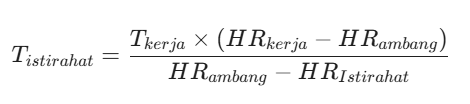 T_istirahat = T_kerja × (HR_kerja − HR_ambang) / HR_ambang − HR_Istirahat